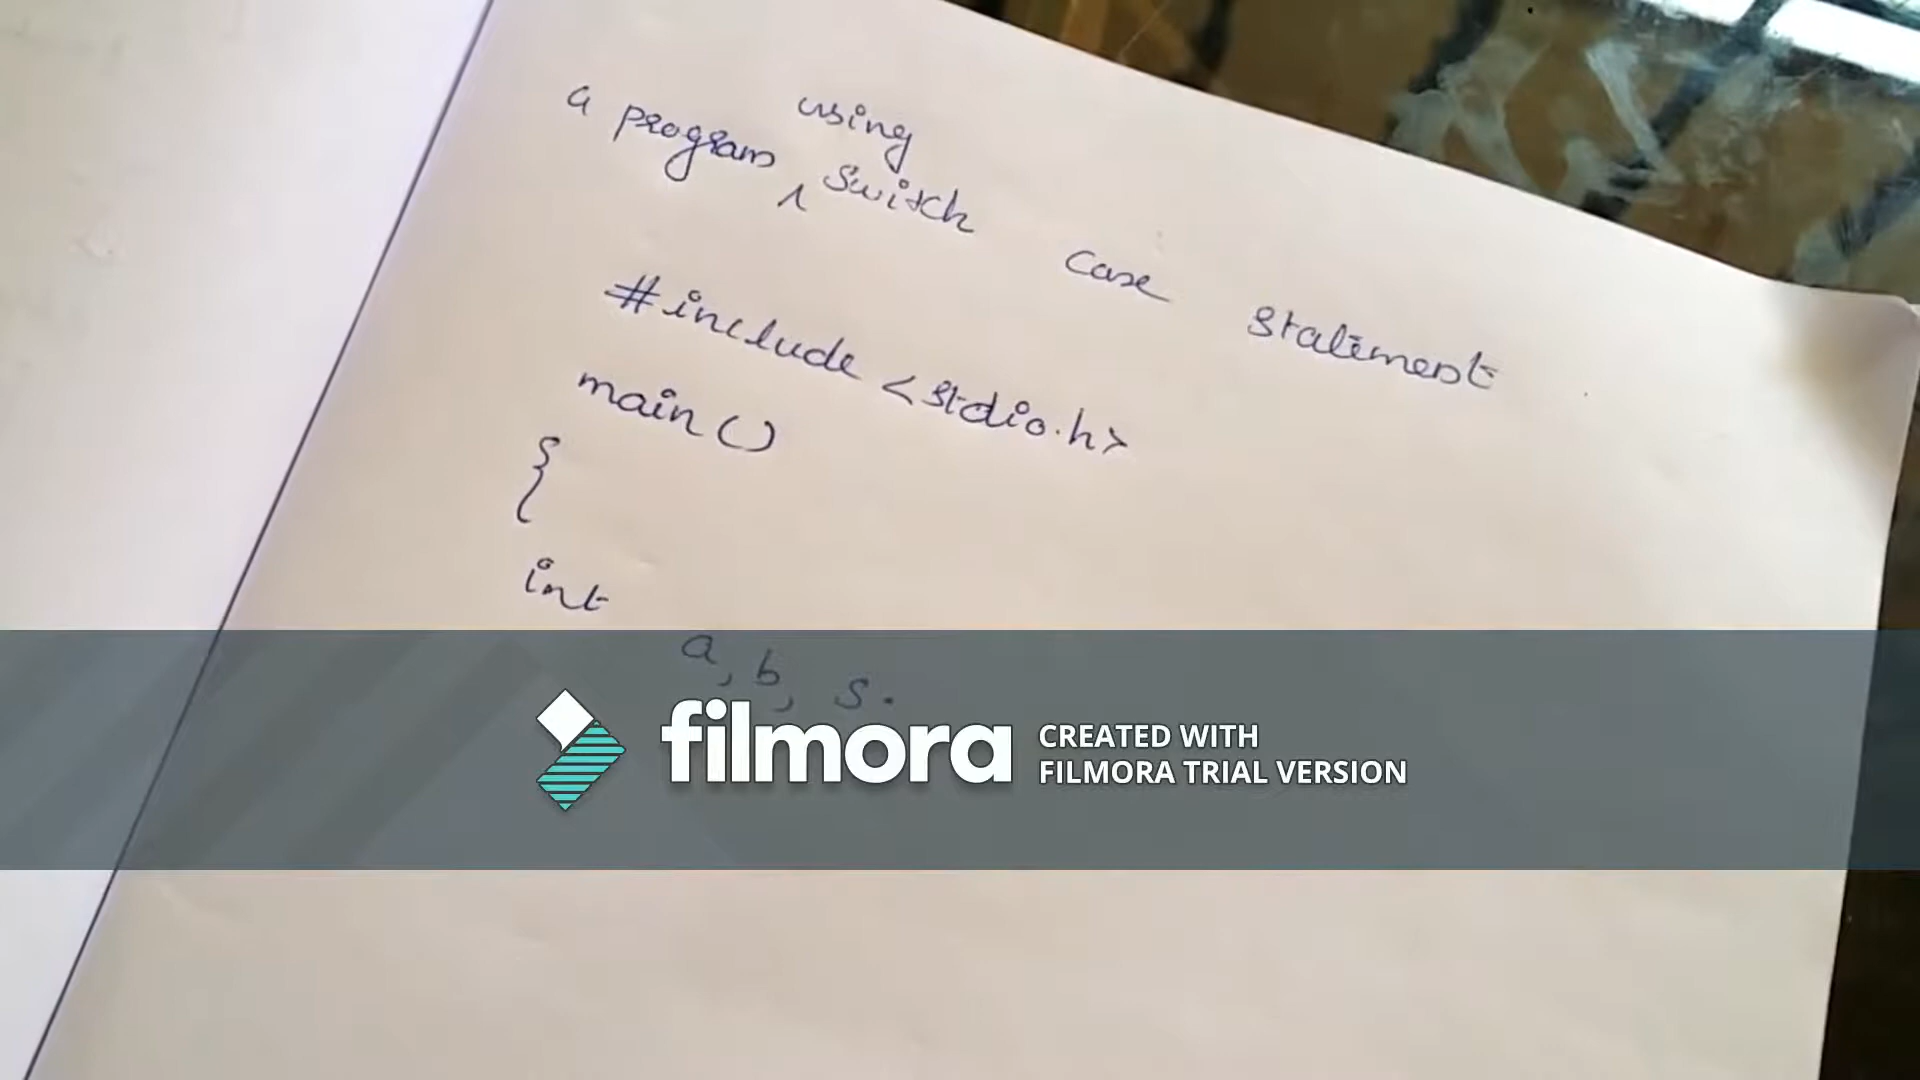 a program using switch case statement
#include <stdio.h>
main ()
{
int a, b, s.
filmora
CREATED WITH
FILMORA TRIAL VERSION